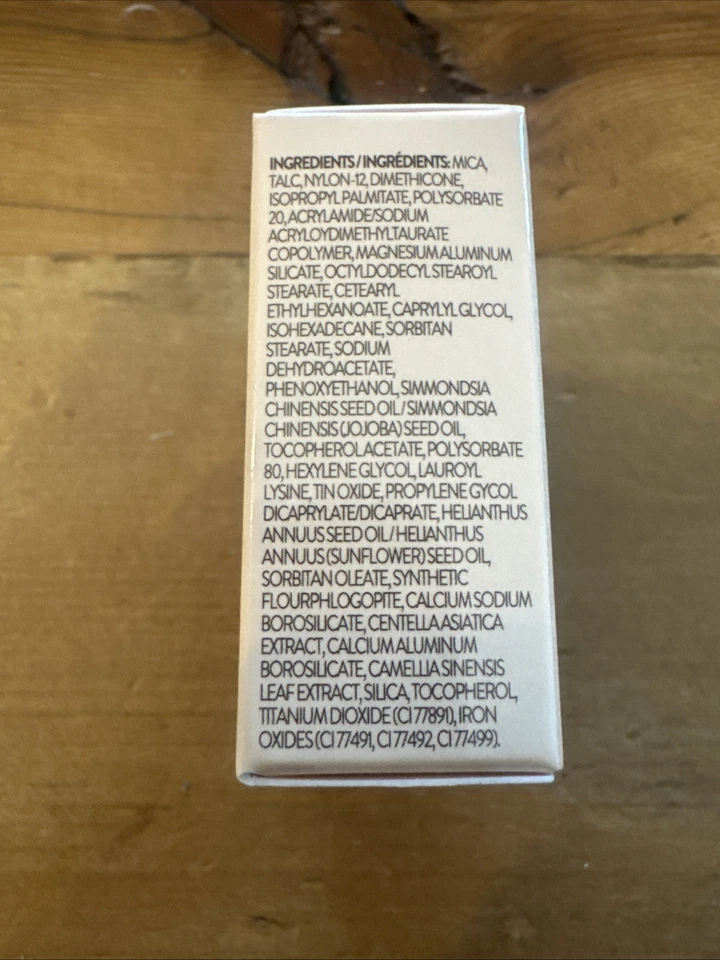 INGREDIENTS / INGRÉDIENTS: MICA,
TALC, NYLON-12, DIMETHICONE,
ISOPROPYL PALMITATE, POLYSORBATE
20, ACRYLAMIDE/SODIUM
ACRYLOYDIMETHYLTAURATE
COPOLYMER, MAGNESIUM ALUMINUM
SILICATE, OCTYLDODECYL STEAROYL
STEARATE, CETEARYL
ETHYLHEXANOATE, CAPRYLYL GLYCOL,
ISOHEXADECANE, SORBITAN
STEARATE, SODIUM
DEHYDROACETATE,
PHENOXYETHANOL, SIMMONDSIA
CHINENSIS SEED OIL / SIMMONDSIA
CHINENSIS (JOJOBA) SEED OIL,
TOCOPHEROL ACETATE, POLYSORBATE
80, HEXYLENE GLYCOL, LAUROYL
LYSINE, TIN OXIDE, PROPYLENE GYCOL
DICAPRYLATE/DICAPRATE, HELIANTHUS
ANNUUS SEED OIL / HELIANTHUS
ANNUUS (SUNFLOWER) SEED OIL,
SORBITAN OLEATE, SYNTHETIC
FLOURPHLOGOPITE, CALCIUM SODIUM
BOROSILICATE, CENTELLA ASIATICA
EXTRACT, CALCIUM ALUMINUM
BOROSILICATE, CAMELLIA SINENSIS
LEAF EXTRACT, SILICA, TOCOPHEROL,
TITANIUM DIOXIDE (CI 77891), IRON
OXIDES (CI 77491, CI 77492, CI 77499).